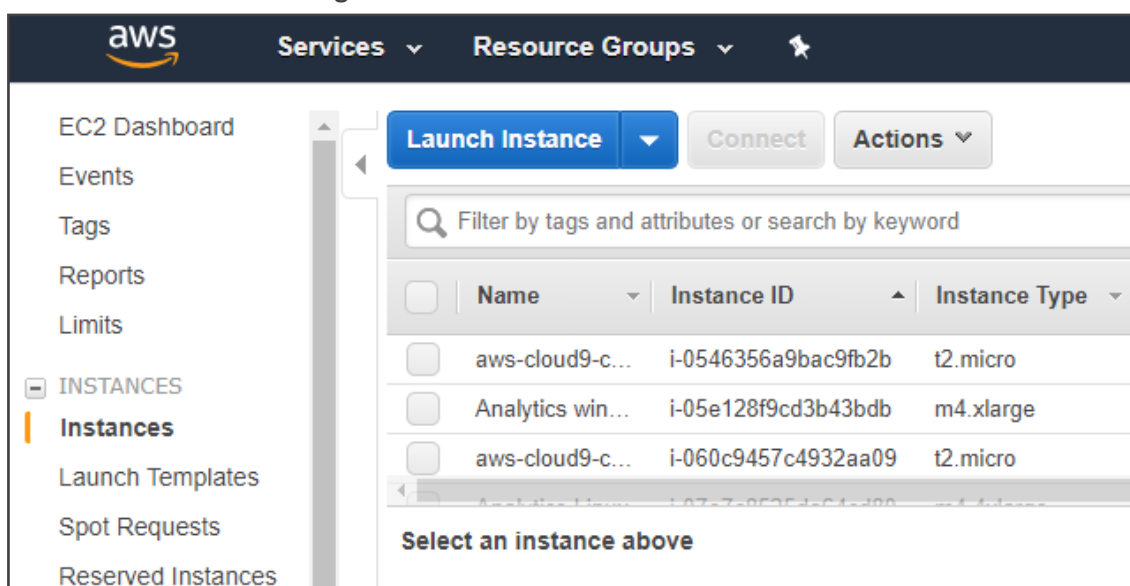 aws
Services
Resource Groups
EC2 Dashboard
Events
Tags
Reports
Limits
INSTANCES
Instances
Launch Templates
Spot Requests
Reserved Instances
Launch Instance
Connect
Actions
Filter by tags and attributes or search by keyword
Name Instance ID Instance Type
aws-cloud9-c... i-0546356a9bac9fb2b t2.micro
Analytics win... i-05e128f9cd3b43bdb m4.xlarge
aws-cloud9-c... i-060c9457c4932aa09 t2.micro
Select an instance above